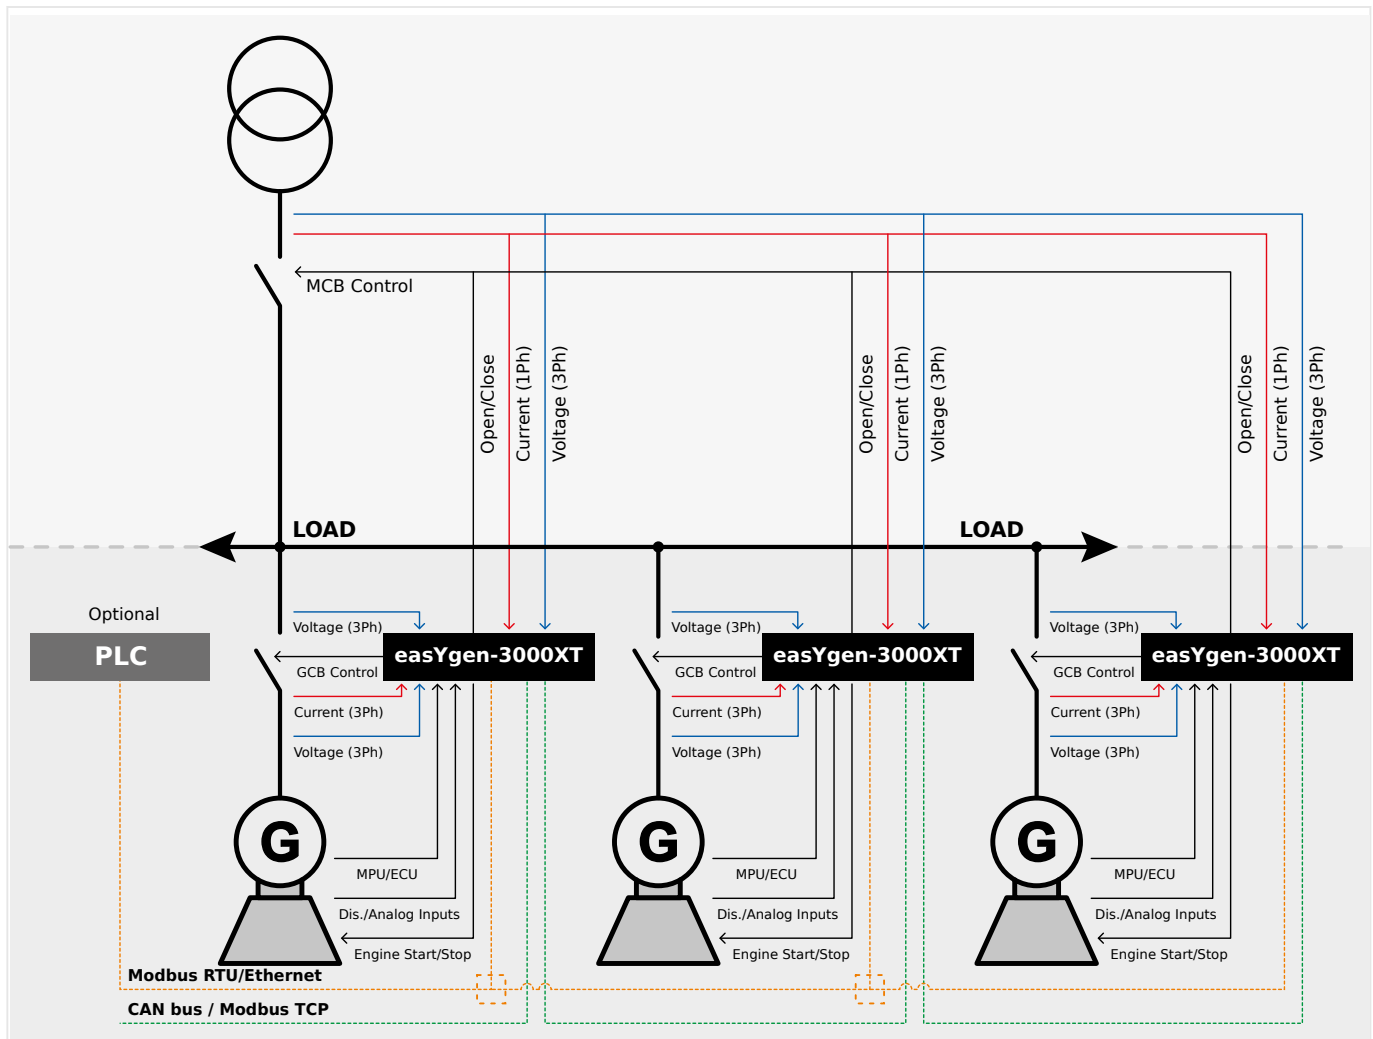 MCB Control
Open/Close
Current (1Ph)
Voltage (3Ph)
Open/Close
Current (1Ph)
Voltage (3Ph)
Open/Close
Current (1Ph)
Voltage (3Ph)
LOAD
LOAD
Optional
PLC
Voltage (3Ph)
easYgen-3000XT
GCB Control
Current (3Ph)
Voltage (3Ph)
G
MPU/ECU
Dis./Analog Inputs
Engine Start/Stop
Voltage (3Ph)
easYgen-3000XT
GCB Control
Current (3Ph)
Voltage (3Ph)
G
MPU/ECU
Dis./Analog Inputs
Engine Start/Stop
Voltage (3Ph)
easYgen-3000XT
GCB Control
Current (3Ph)
Voltage (3Ph)
G
MPU/ECU
Dis./Analog Inputs
Engine Start/Stop
Modbus RTU/Ethernet
CAN bus / Modbus TCP